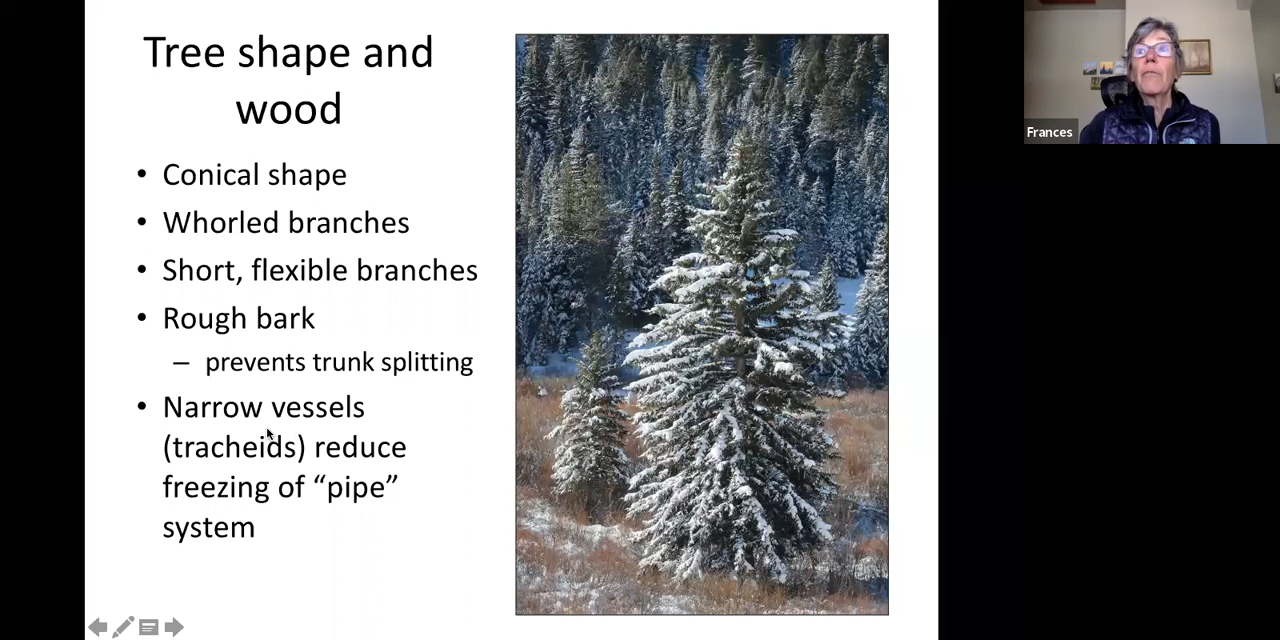 Tree shape and
wood
• Conical shape
• Whorled branches
• Short, flexible branches
• Rough bark
– prevents trunk splitting
• Narrow vessels
(tracheids) reduce
freezing of “pipe”
system
Frances